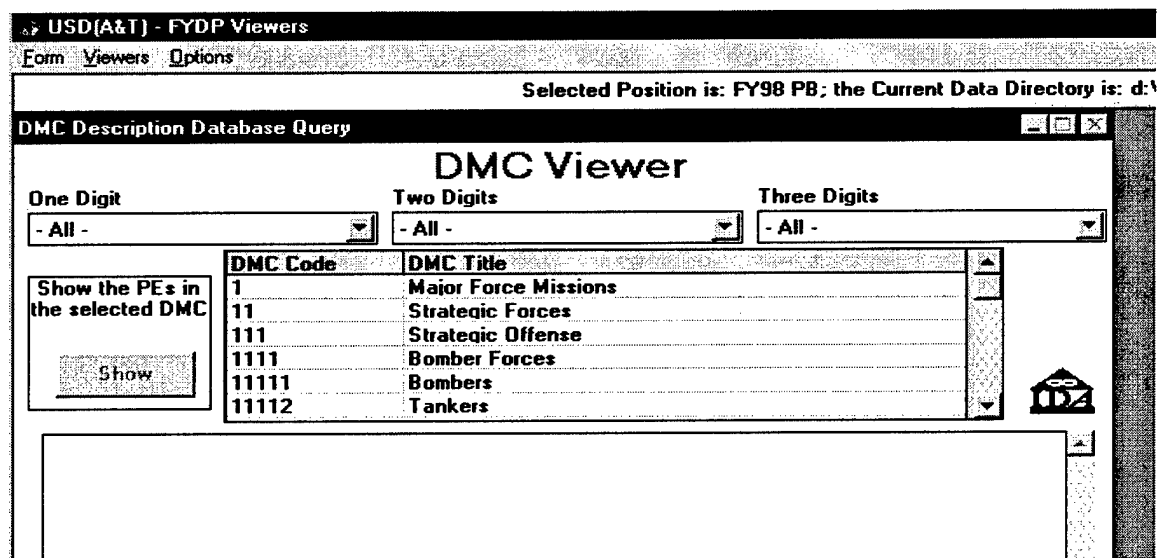 USD(A&T) - FYDP Viewers
Form Viewers Options
Selected Position is: FY98 PB; the Current Data Directory is: d:\
DMC Description Database Query
DMC Viewer
One Digit Two Digits Three Digits
- All - - All - - All -
DMC Code DMC Title
Show the PEs in
the selected DMC
Show
1 Major Force Missions
11 Strategic Forces
111 Strategic Offense
1111 Bomber Forces
11111 Bombers
11112 Tankers
IDA